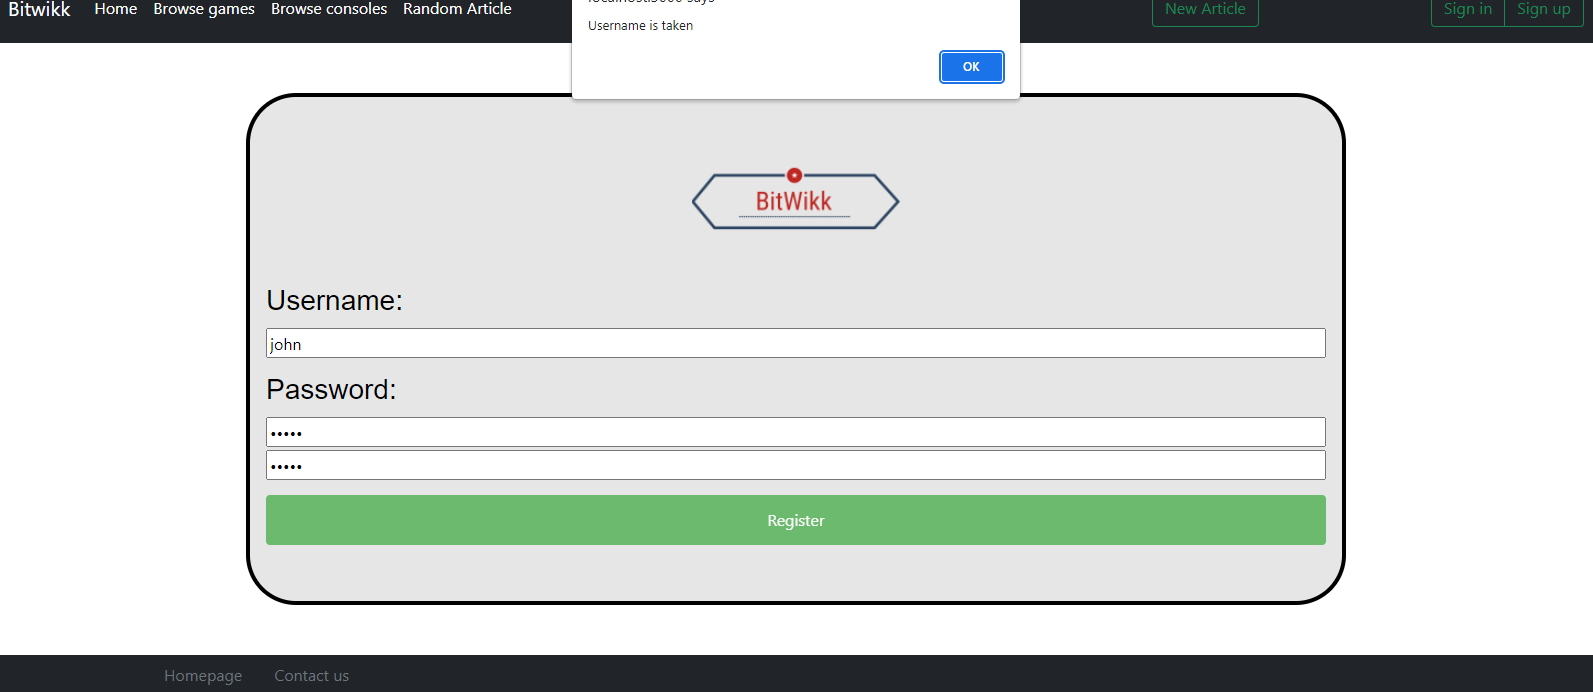 Bitwikk Home Browse games Browse consoles Random Article New Article Sign in Sign up
Username is taken
OK
BitWikk
Username:
john
Password:
•••••
•••••
Register
Homepage Contact us